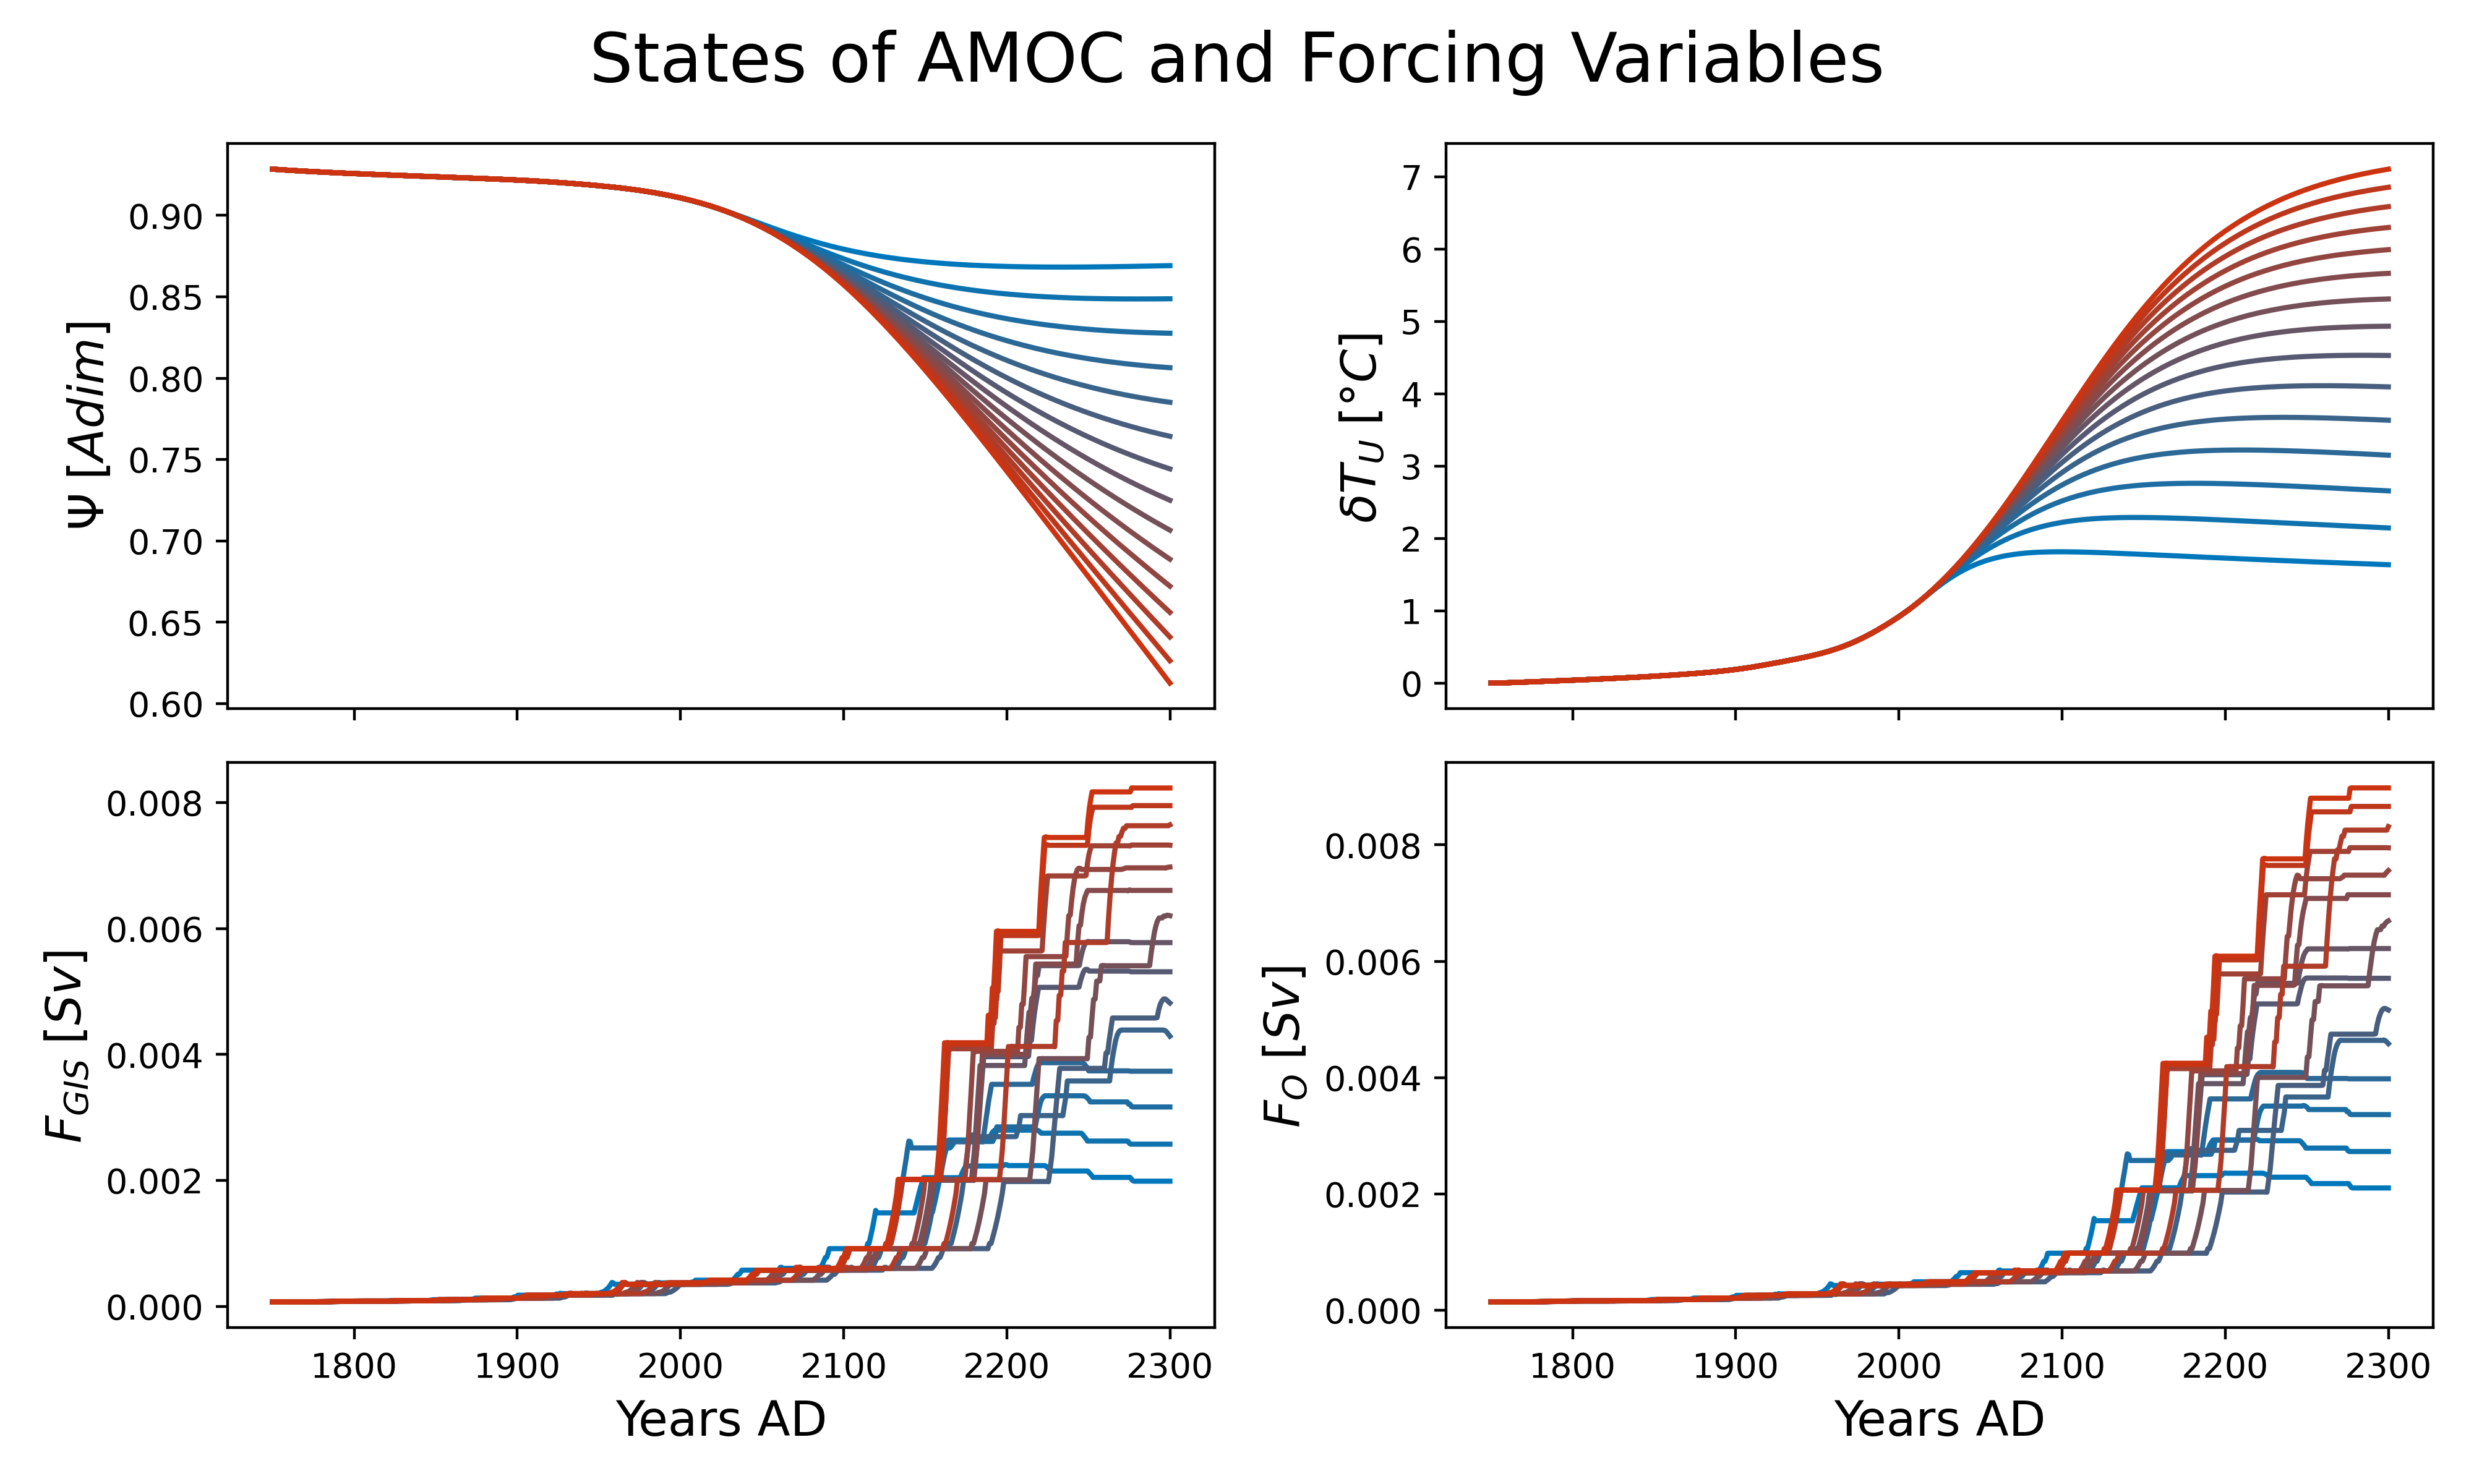 States of AMOC and Forcing Variables
Ψ [Adim]
0.90
0.85
0.80
0.75
0.70
0.65
0.60
δT_U [°C]
7
6
5
4
3
2
1
0
F_GIS [Sv]
0.008
0.006
0.004
0.002
0.000
1800 1900 2000 2100 2200 2300
Years AD
F_O [Sv]
0.008
0.006
0.004
0.002
0.000
1800 1900 2000 2100 2200 2300
Years AD